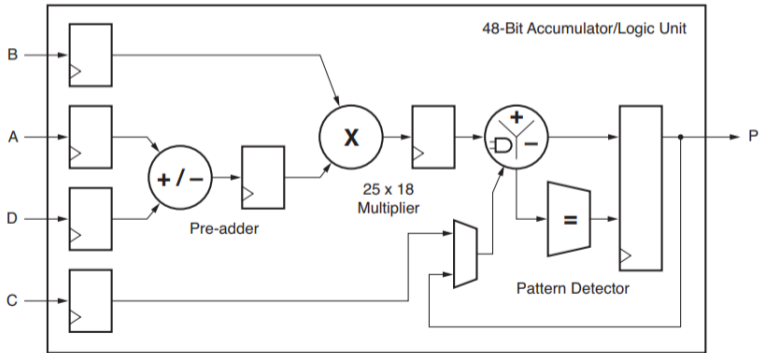 48-Bit Accumulator/Logic Unit
B
A
D
C
+/−
Pre-adder
X
25 x 18
Multiplier
+
−
=
Pattern Detector
P